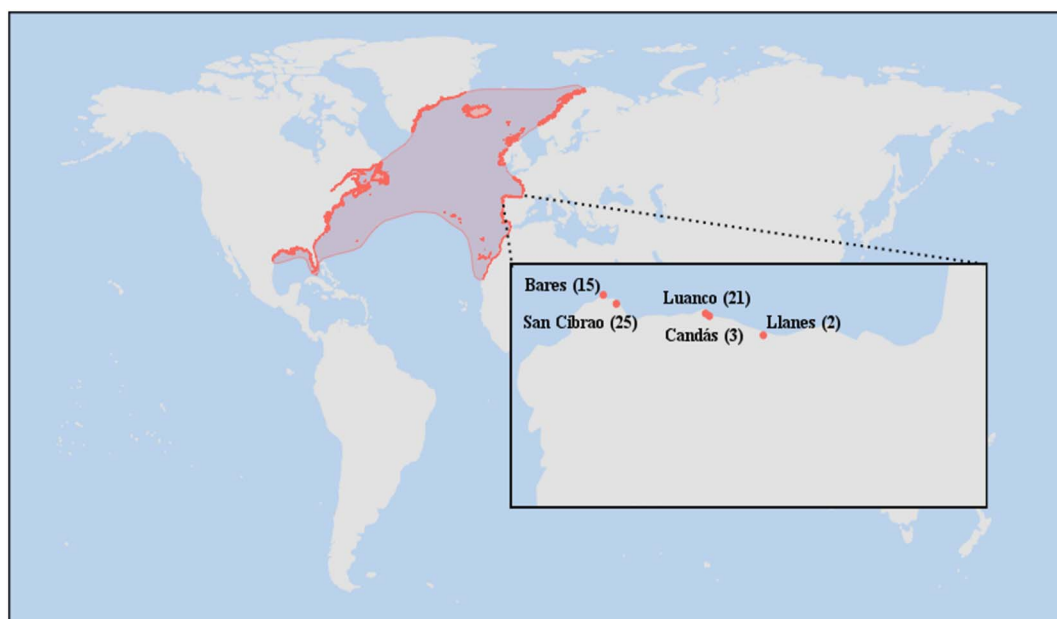 Bares (15)
San Cibrao (25)
Luanco (21)
Candás (3)
Llanes (2)